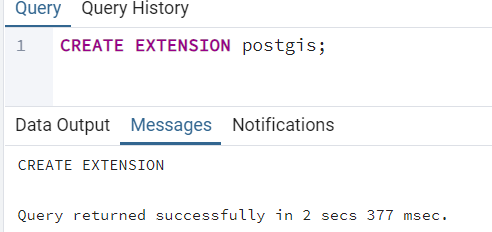 Query Query History
1 CREATE EXTENSION postgis;
Data Output Messages Notifications
CREATE EXTENSION
Query returned successfully in 2 secs 377 msec.